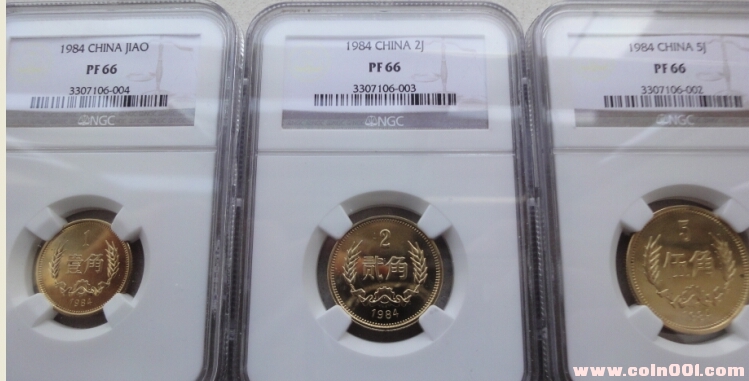 1984 CHINA JIAO
PF 66
3307106-004
NGC
1
壹角
1984
1984 CHINA 2J
PF 66
3307106-003
NGC
2
贰角
1984
1984 CHINA 5J
PF 66
3307106-002
NGC
5
伍角
1984
www.coin001.com